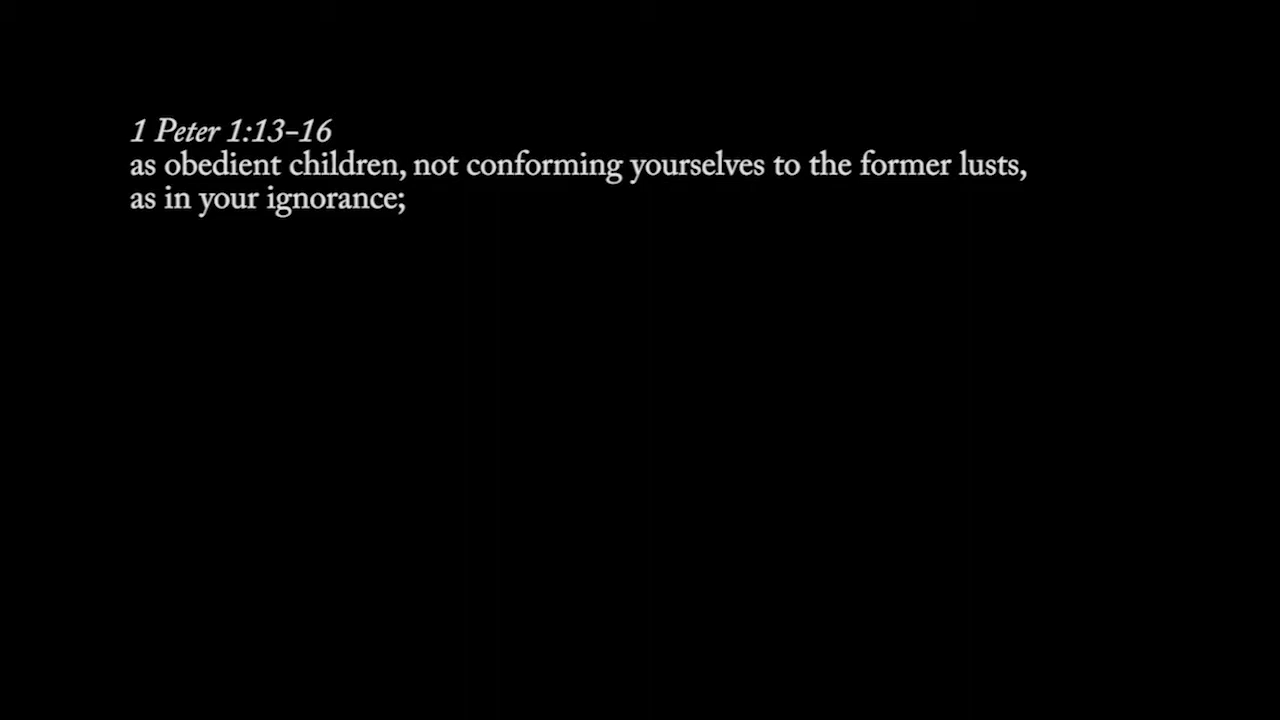 1 Peter 1:13–16
as obedient children, not conforming yourselves to the former lusts,
as in your ignorance;